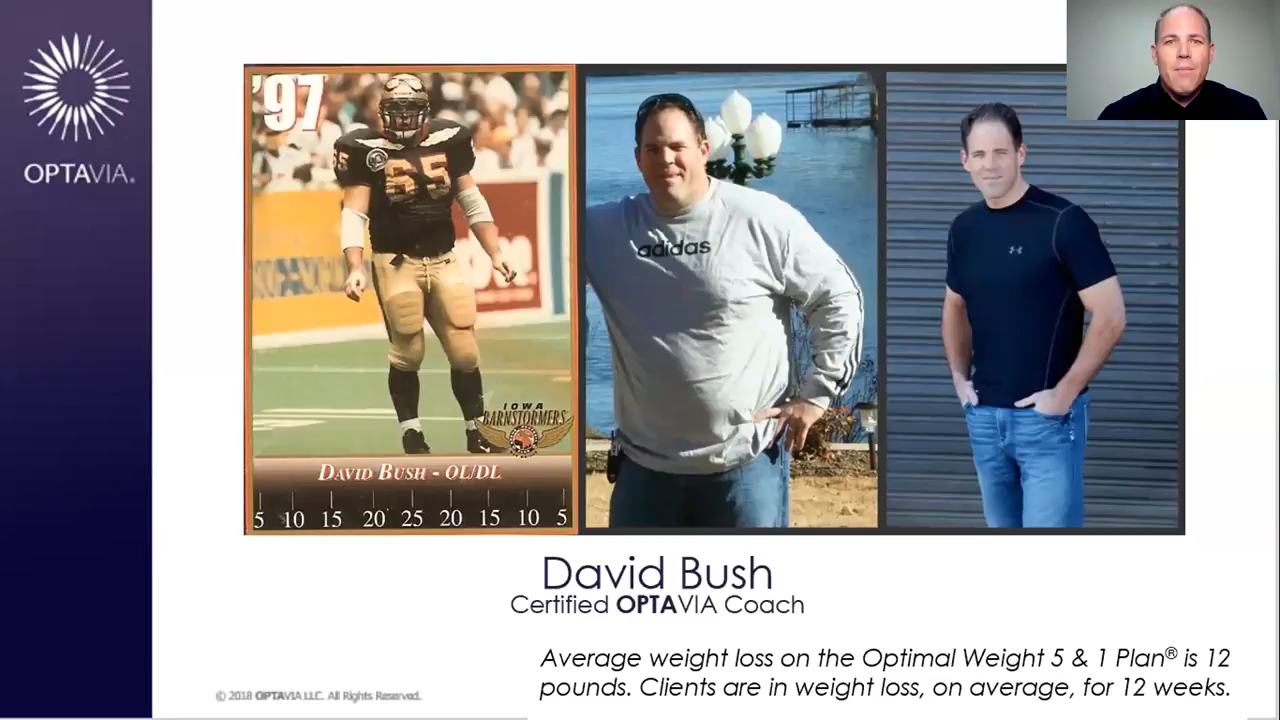 OPTAVIA®
'97
65
65
IOWA
BARNSTORMERS
DAVID BUSH - OL/DL
5 10 15 20 25 20 15 10 5
adidas
David Bush
Certified OPTAVIA Coach
Average weight loss on the Optimal Weight 5 & 1 Plan® is 12
pounds. Clients are in weight loss, on average, for 12 weeks.
© 2018 OPTAVIA LLC. All Rights Reserved.